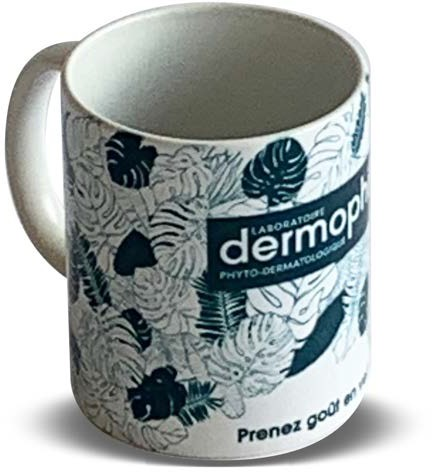 LABORATOIRE
dermoph
PHYTO-DERMATOLOGIQUE
Prenez goût en